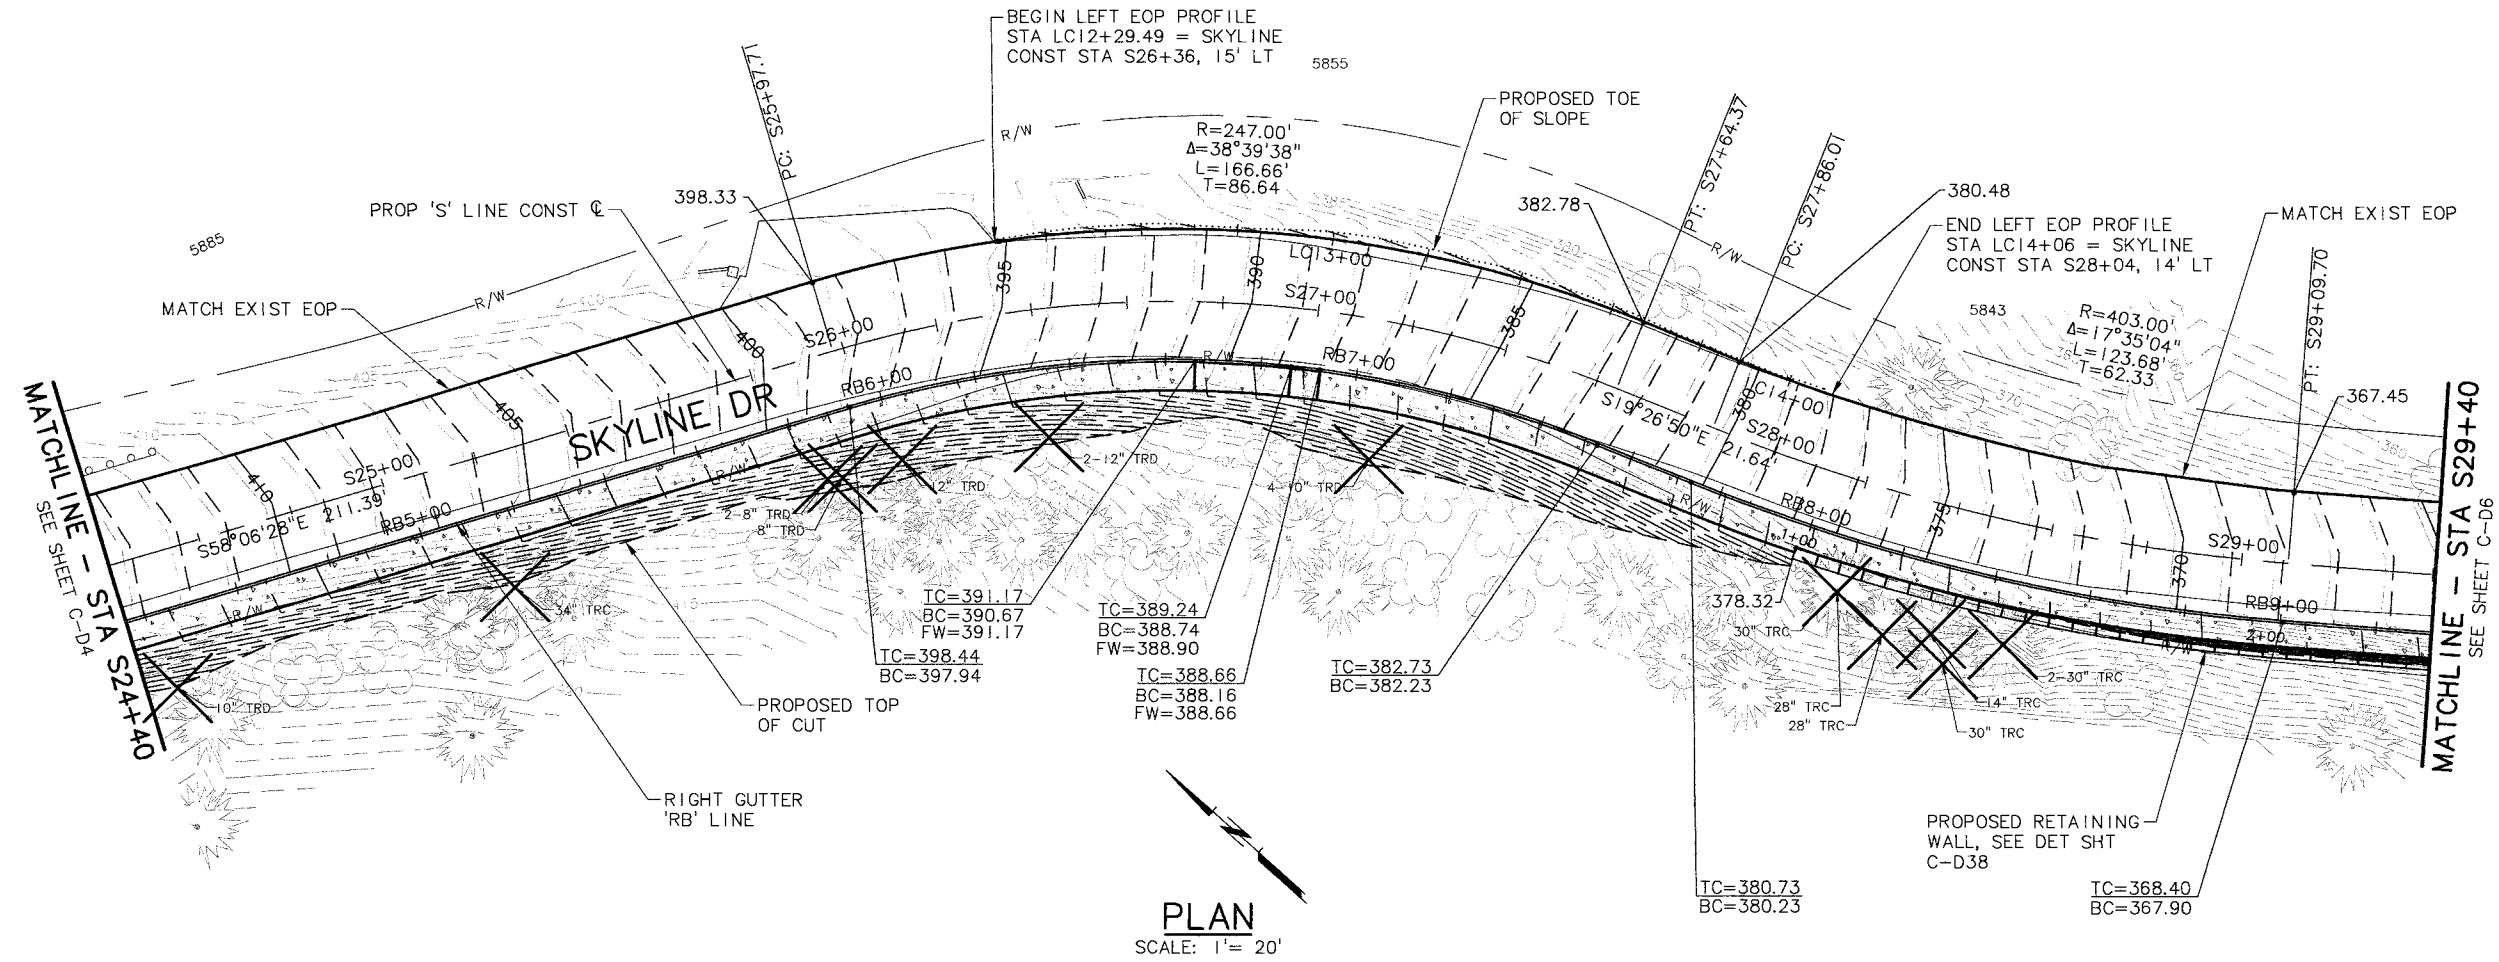 BEGIN LEFT EOP PROFILE
STA LC12+29.49 = SKYLINE
CONST STA S26+36, 15' LT
5855
PC: S25+97.71
R/W
R=247.00'
Δ=38°39'38"
L=166.66'
T=86.64
PROPOSED TOE
OF SLOPE
PT: S27+64.37
PC: S27+86.01
380.48
398.33
PROP 'S' LINE CONST ℄
382.78
END LEFT EOP PROFILE
STA LC14+06 = SKYLINE
CONST STA S28+04, 14' LT
MATCH EXIST EOP
5885
R/W
R/W
MATCH EXIST EOP
400
405
380
5843
R=403.00'
Δ=17°35'04"
L=123.68'
T=62.33
PT: S29+09.70
367.45
370
360
395
390
LC13+00
S27+00
385
S26+00
400
RB6+00
R/W
RB7+00
SKYLINE DR
405
410
S25+00
S58°06'28"E 211.39'
RB5+00
R/W
R/W
LC14+00
380
S19°26'50"E 21.64'
S28+00
RB8+00
R/W
1+00
375
370
S29+00
RB9+00
2+00
R/W
MATCHLINE - STA S24+40
SEE SHEET C-D4
MATCHLINE - STA S29+40
SEE SHEET C-D6
10" TRD
34" TRC
2-8" TRD
8" TRD
2-12" TRD
4-10" TRD
30" TRC
28" TRC
28" TRC
2-30" TRC
14" TRC
30" TRC
378.32
TC=391.17
BC=390.67
FW=391.17
TC=398.44
BC=397.94
TC=389.24
BC=388.74
FW=388.90
TC=388.66
BC=388.16
FW=388.66
TC=382.73
BC=382.23
TC=380.73
BC=380.23
TC=368.40
BC=367.90
PROPOSED TOP
OF CUT
RIGHT GUTTER
'RB' LINE
PROPOSED RETAINING
WALL, SEE DET SHT
C-D38
PLAN
SCALE: 1'= 20'